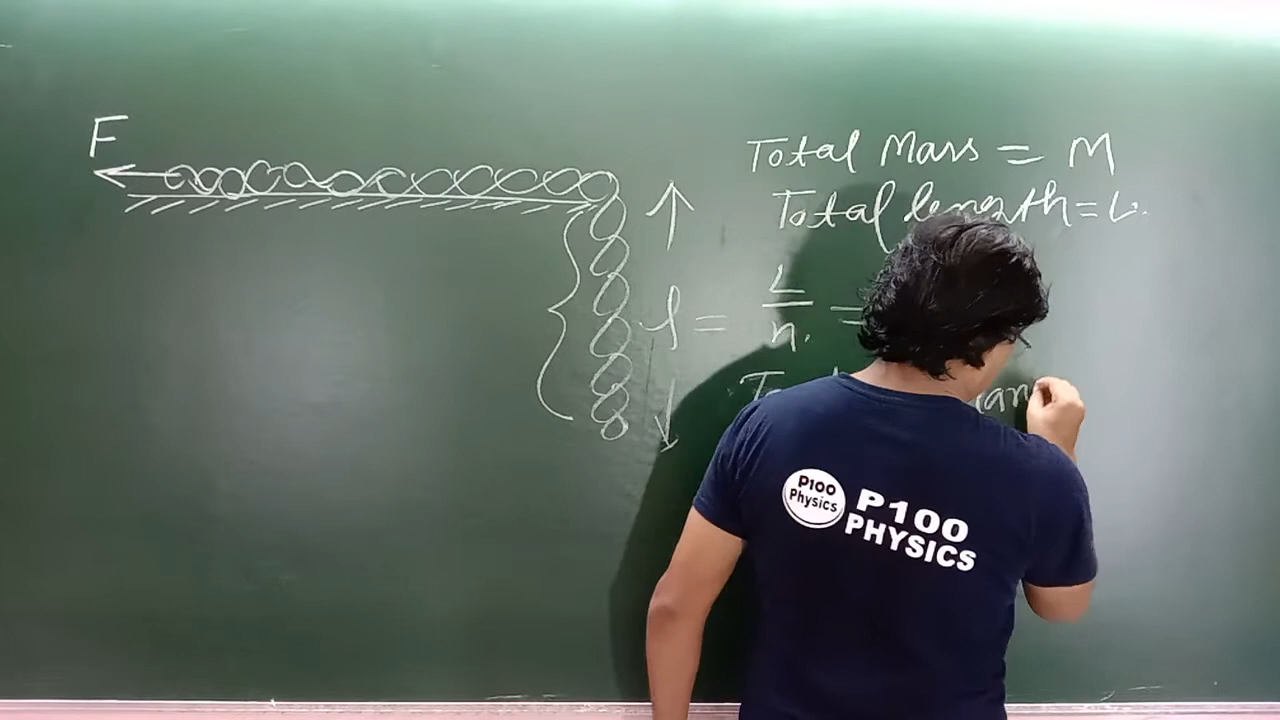 F
Total Mass = M
Total length = L.
l = L/n. =
P100
Physics
P100
PHYSICS